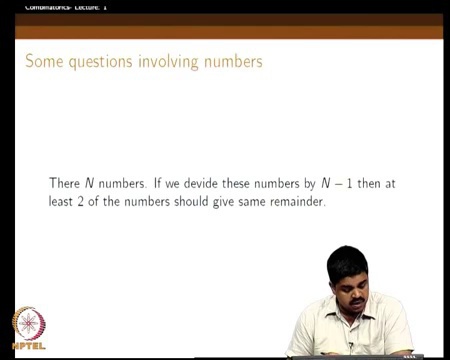 Combinatorics- Lecture: 1
Some questions involving numbers
There N numbers. If we devide these numbers by N − 1 then at
least 2 of the numbers should give same remainder.
NPTEL